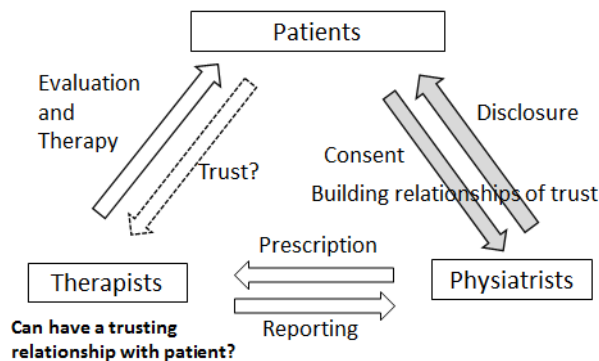 Patients
Evaluation
and
Therapy
Disclosure
Trust?
Consent
Building relationships of trust
Prescription
Therapists
Physiatrists
Reporting
Can have a trusting
relationship with patient?